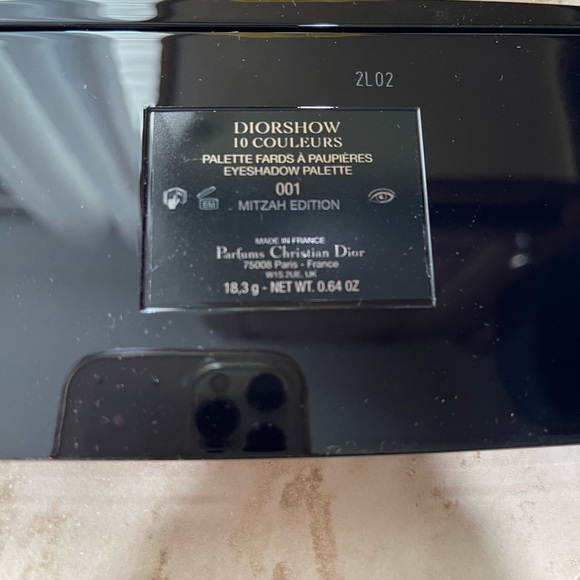 2L02
DIORSHOW
10 COULEURS
PALETTE FARDS À PAUPIÈRES
EYESHADOW PALETTE
001
MITZAH EDITION
MADE IN FRANCE
Parfums Christian Dior
75008 Paris - France
W1S 2UE, UK
18,3 g - NET WT. 0.64 OZ